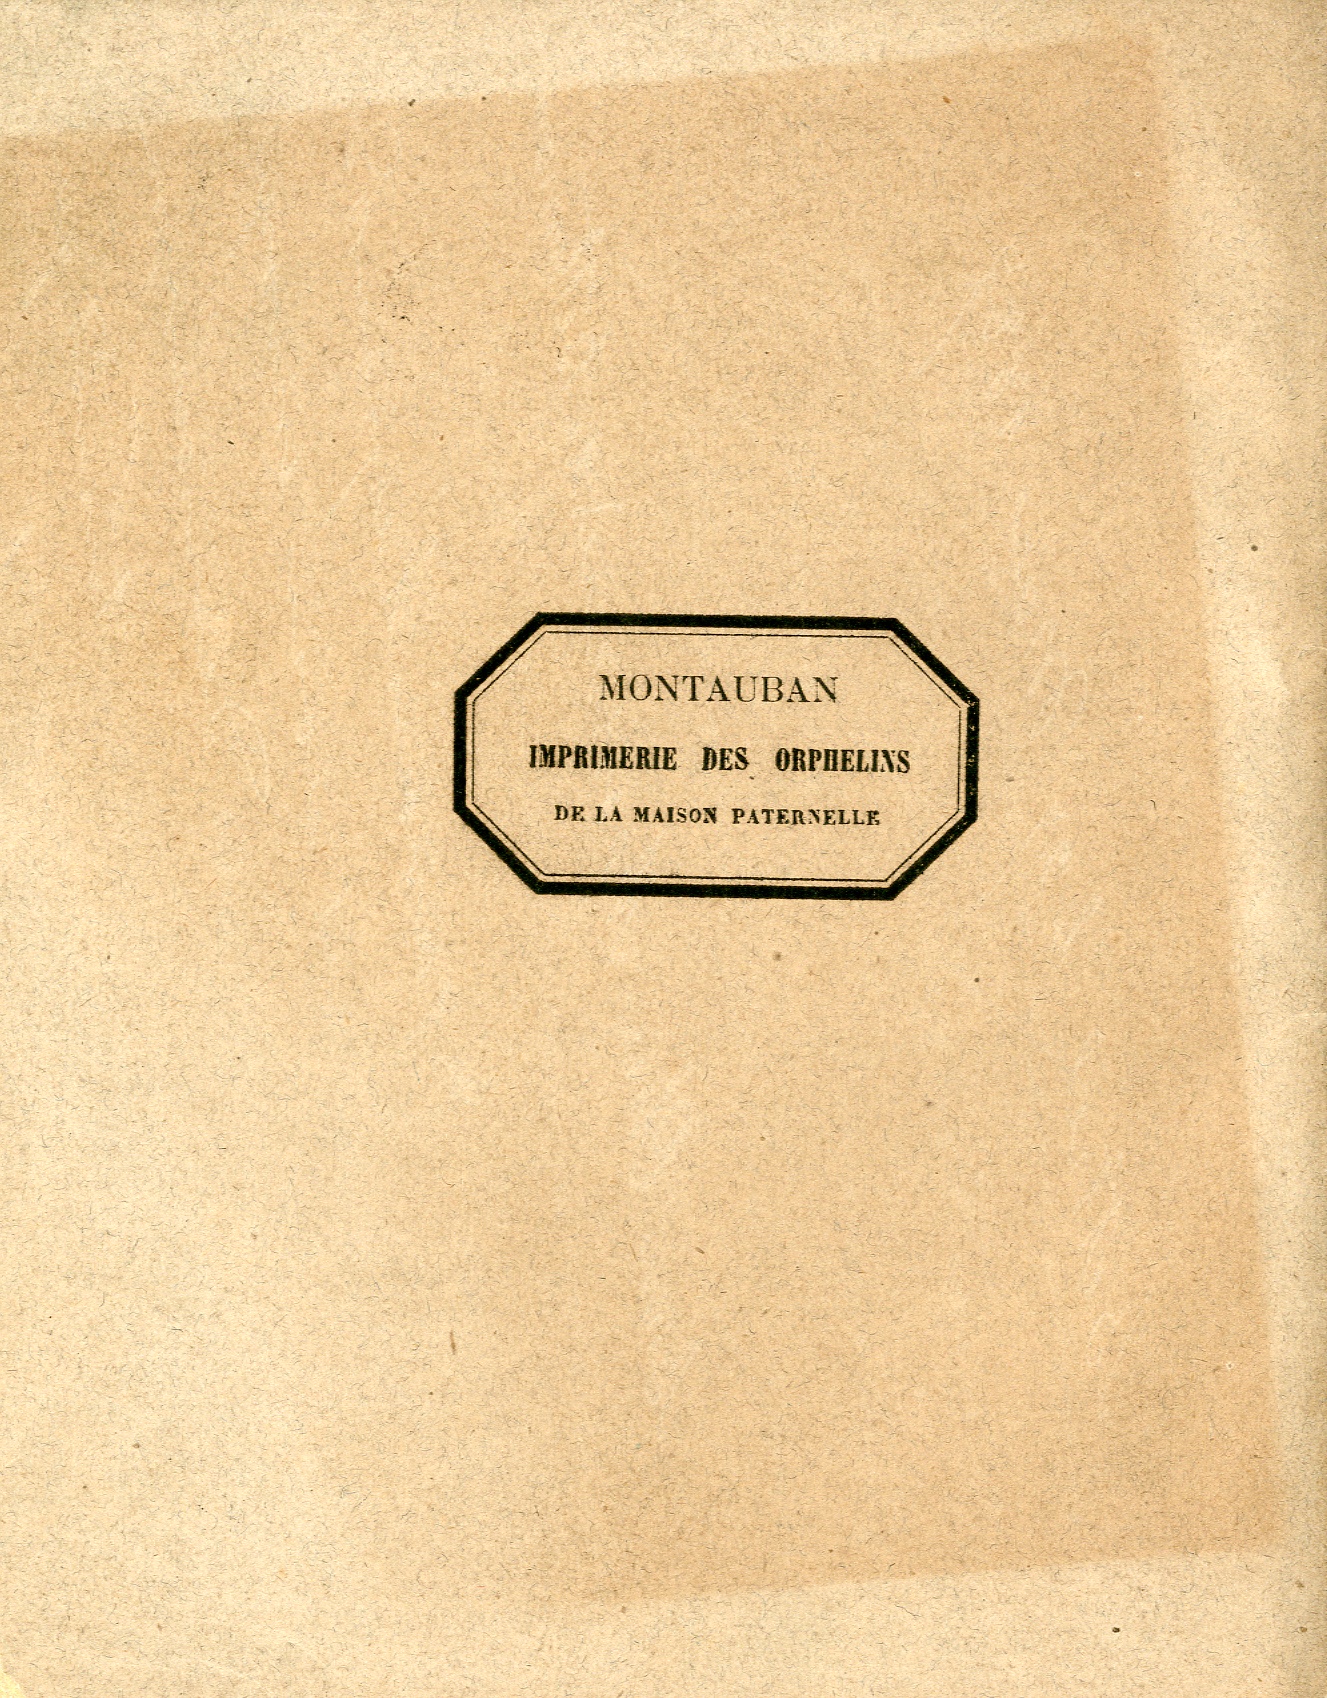 MONTAUBAN
IMPRIMERIE DES ORPHELINS
DE LA MAISON PATERNELLE